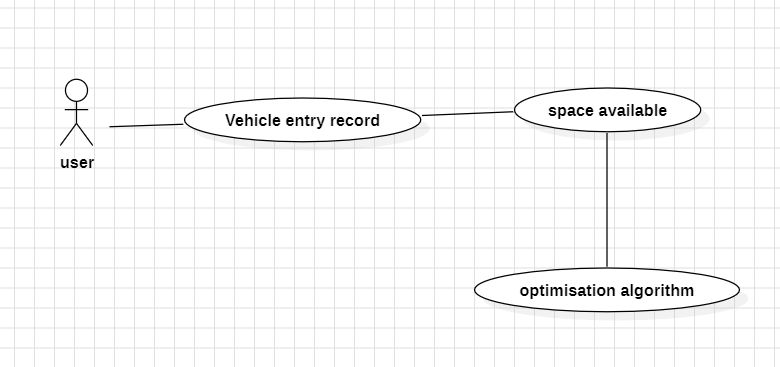 Vehicle entry record
space available
user
optimisation algorithm